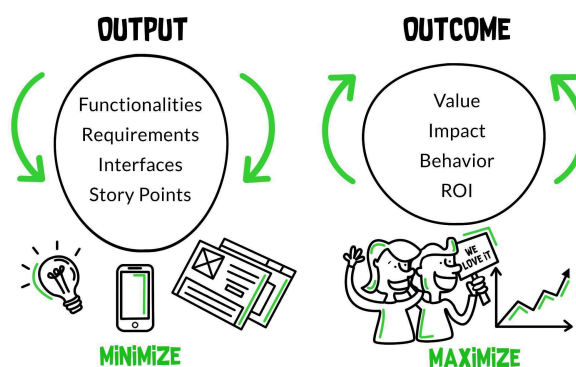 OUTPUT
Functionalities
Requirements
Interfaces
Story Points
MINIMIZE
OUTCOME
Value
Impact
Behavior
ROI
WE
LOVE IT
MAXIMIZE